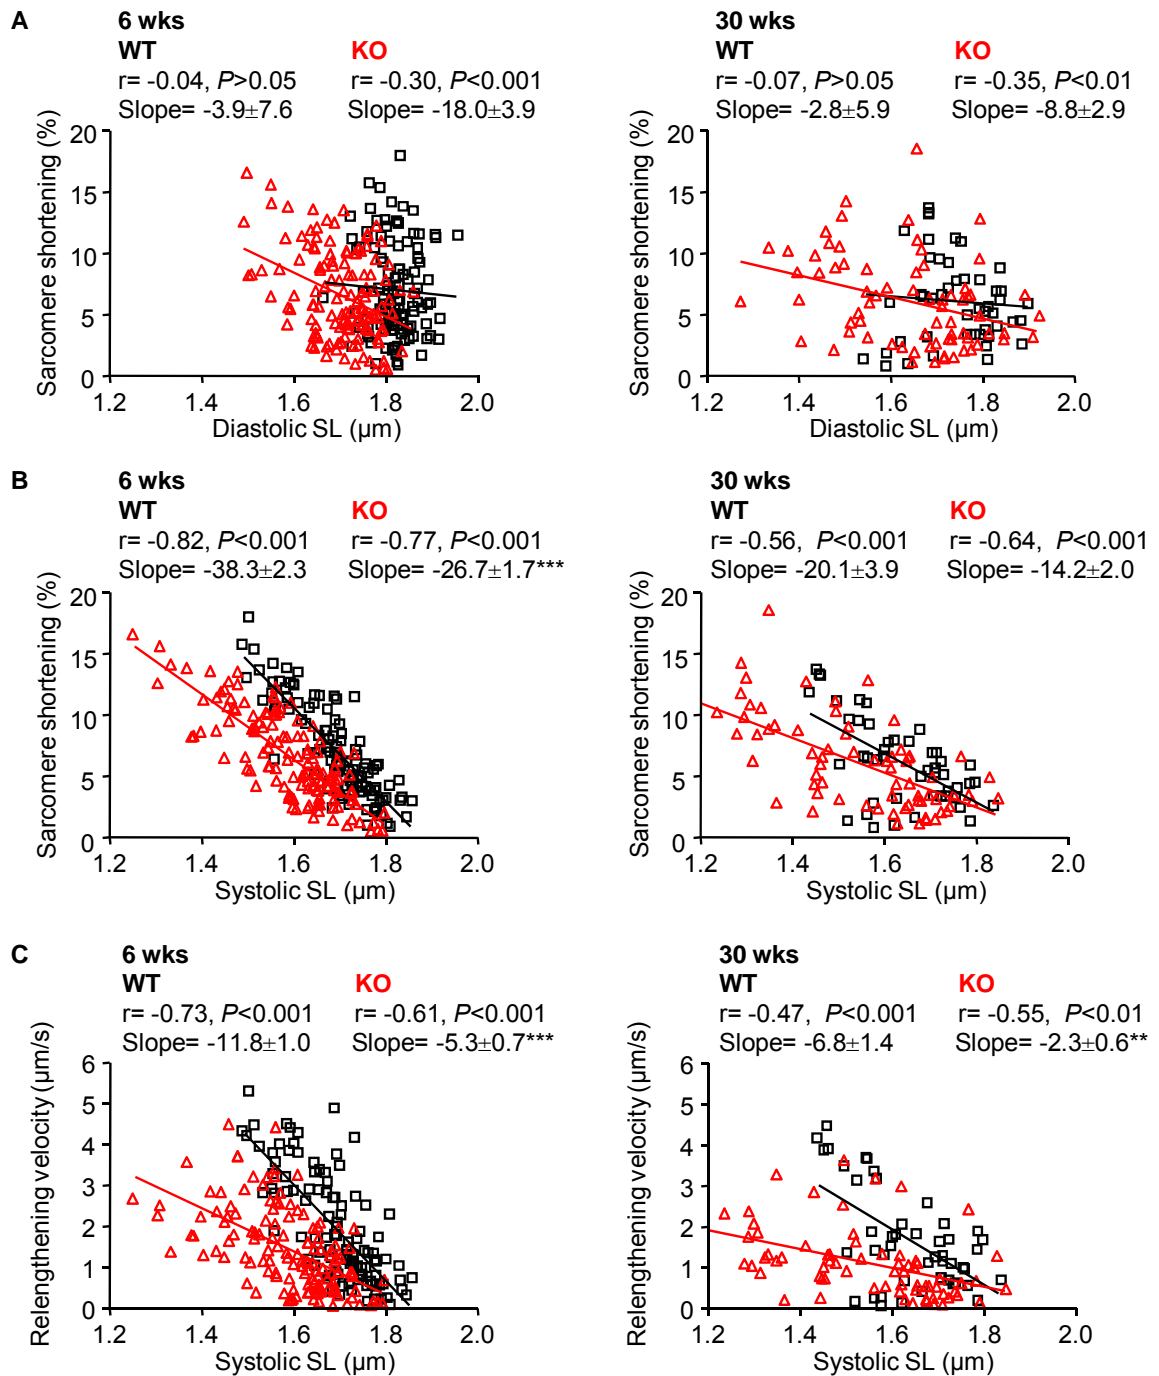 A
6 wks
30 wks
WT KO
WT KO
r= -0.04, P>0.05 r= -0.30, P<0.001
r= -0.07, P>0.05 r= -0.35, P<0.01
Slope= -3.9±7.6 Slope= -18.0±3.9
Slope= -2.8±5.9 Slope= -8.8±2.9
Sarcomere shortening (%)
20
15
10
5
0
1.2 1.4 1.6 1.8 2.0
Diastolic SL (µm)
Sarcomere shortening (%)
20
15
10
5
0
1.2 1.4 1.6 1.8 2.0
Diastolic SL (µm)
B
6 wks
30 wks
WT KO
WT KO
r= -0.82, P<0.001 r= -0.77, P<0.001
r= -0.56, P<0.001 r= -0.64, P<0.001
Slope= -38.3±2.3 Slope= -26.7±1.7***
Slope= -20.1±3.9 Slope= -14.2±2.0
Sarcomere shortening (%)
20
15
10
5
0
1.2 1.4 1.6 1.8 2.0
Systolic SL (µm)
Sarcomere shortening (%)
20
15
10
5
0
1.2 1.4 1.6 1.8 2.0
Systolic SL (µm)
C
6 wks
30 wks
WT KO
WT KO
r= -0.73, P<0.001 r= -0.61, P<0.001
r= -0.47, P<0.001 r= -0.55, P<0.01
Slope= -11.8±1.0 Slope= -5.3±0.7***
Slope= -6.8±1.4 Slope= -2.3±0.6**
Relengthening velocity (µm/s)
6
5
4
3
2
1
0
1.2 1.4 1.6 1.8 2.0
Systolic SL (µm)
Relengthening velocity (µm/s)
6
5
4
3
2
1
0
1.2 1.4 1.6 1.8 2.0
Systolic SL (µm)